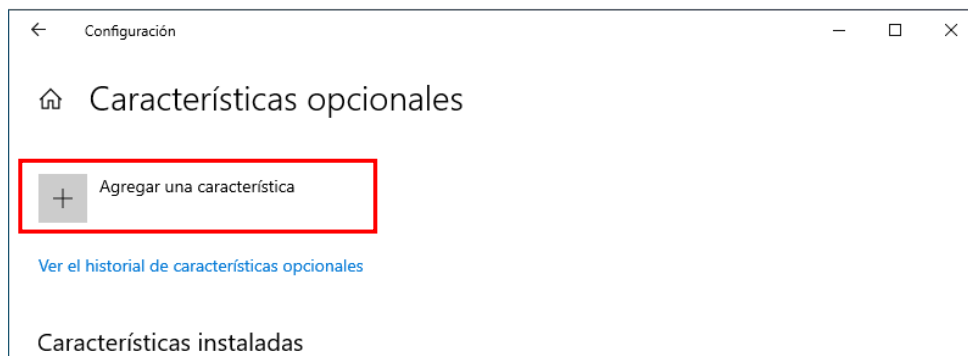 Configuración
Características opcionales
Agregar una característica
Ver el historial de características opcionales
Características instaladas